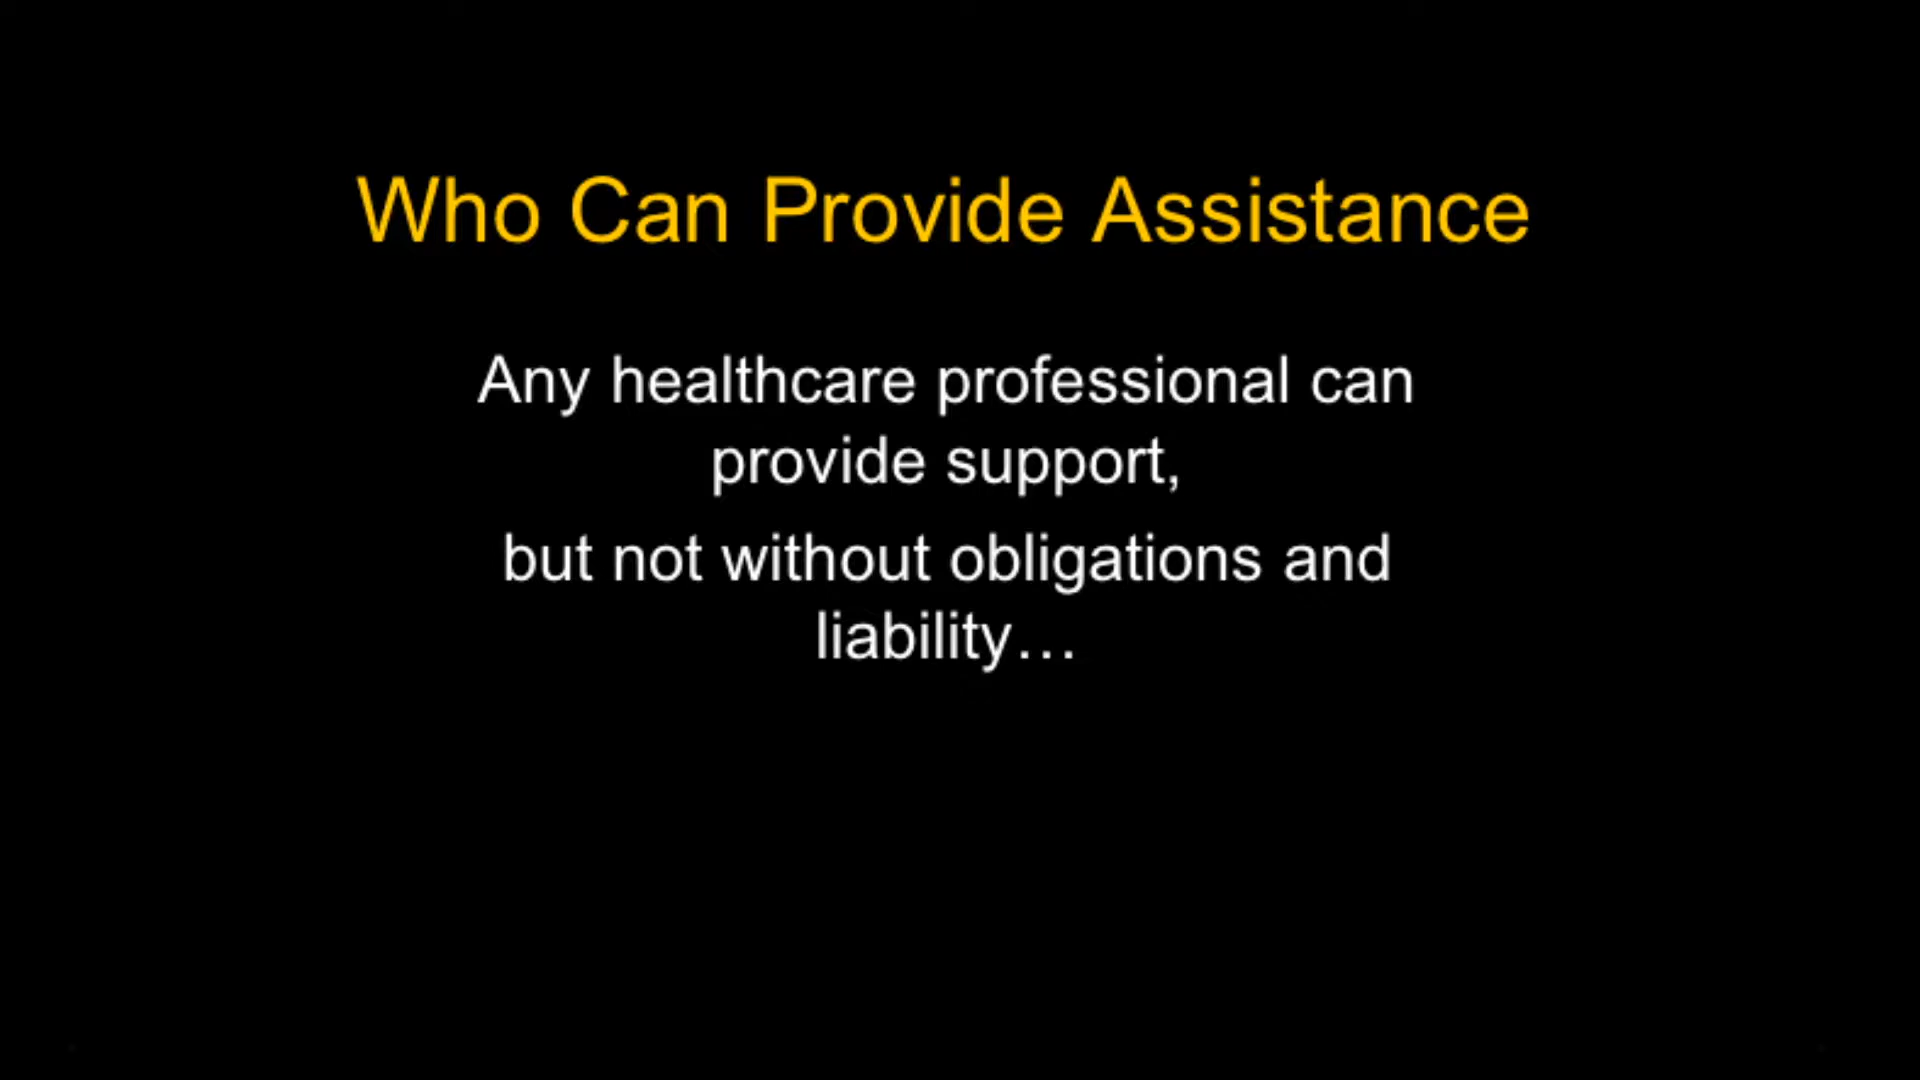 Who Can Provide Assistance
Any healthcare professional can
provide support,
but not without obligations and
liability…